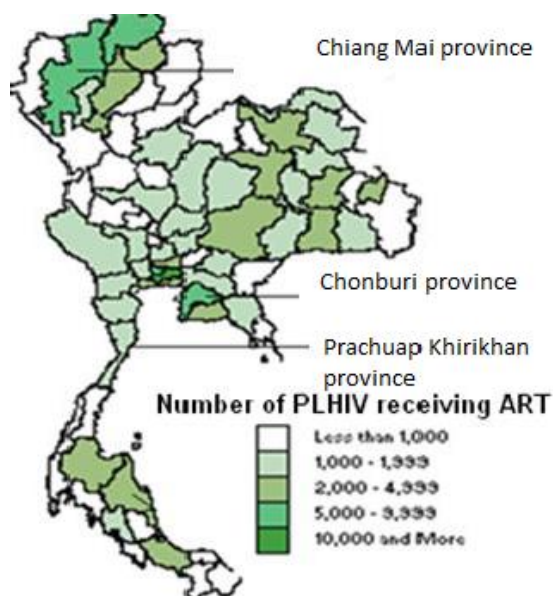 Chiang Mai province
Chonburi province
Prachuap Khirikhan
province
Number of PLHIV receiving ART
Less than 1,000
1,000 - 1,999
2,000 - 4,999
5,000 - 9,999
10,000 and More